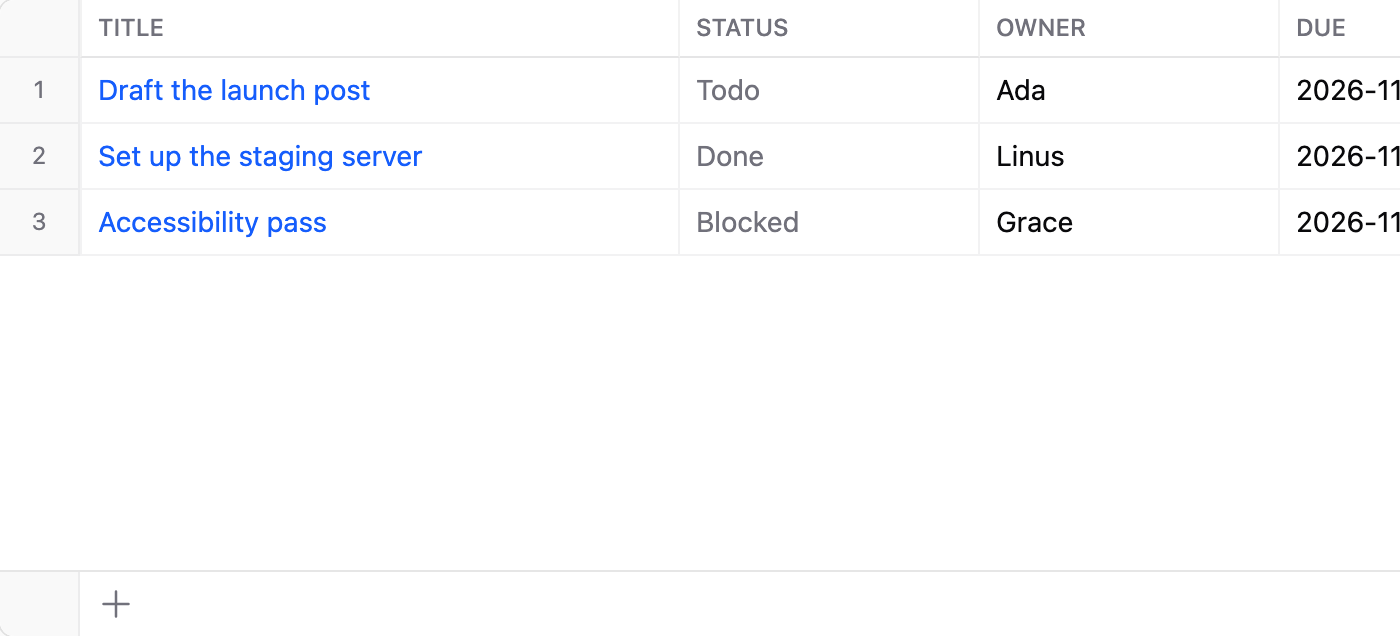 TITLE STATUS OWNER DUE
1 Draft the launch post Todo Ada 2026-11
2 Set up the staging server Done Linus 2026-11
3 Accessibility pass Blocked Grace 2026-11